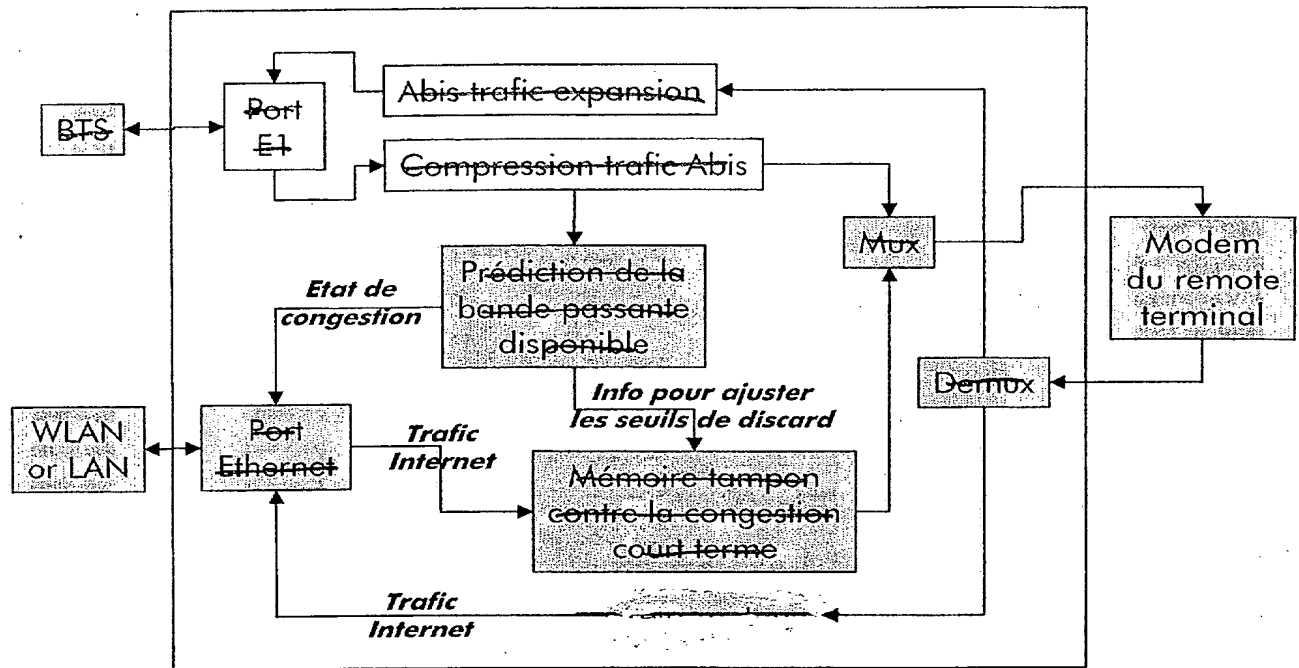 Abis trafic expansion
Port
E1
BTS
Compression trafic Abis
Mux
Modem
du remote
terminal
Prédiction de la
bande passante
disponible
Etat de
congestion
Demux
Info pour ajuster
les seuils de discard
WLAN
or LAN
Port
Ethernet
Trafic
Internet
Mémoire tampon
contre la congestion
court terme
Trafic
Internet